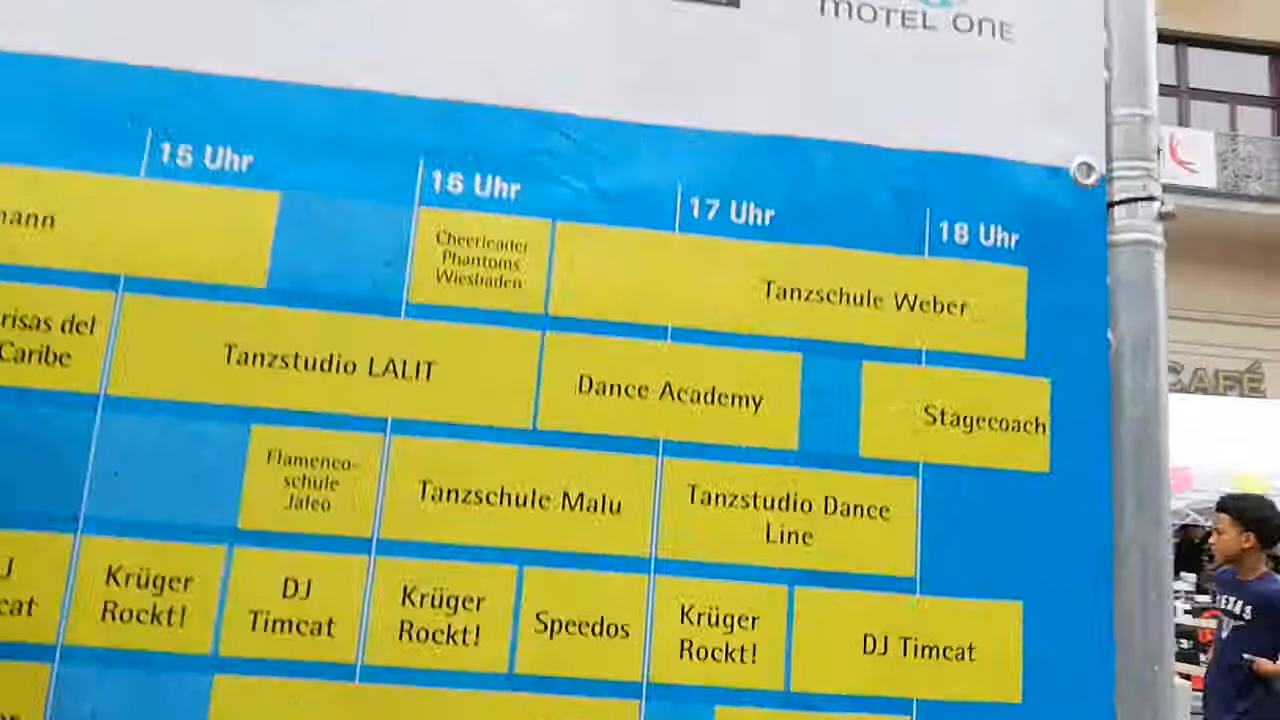 MOTEL ONE
15 Uhr
16 Uhr
17 Uhr
18 Uhr
Cheerleader
Phantoms
Wiesbaden
Tanzschule Weber
Caribe
del
Tanzstudio LALIT
Dance Academy
Stagecoach
Flamenco-
schule
Jaleo
Tanzschule Malu
Tanzstudio Dance
Line
Krüger
Rockt!
DJ
Timcat
Krüger
Rockt!
Speedos
Krüger
Rockt!
DJ Timcat
CAFÉ
TEXAS